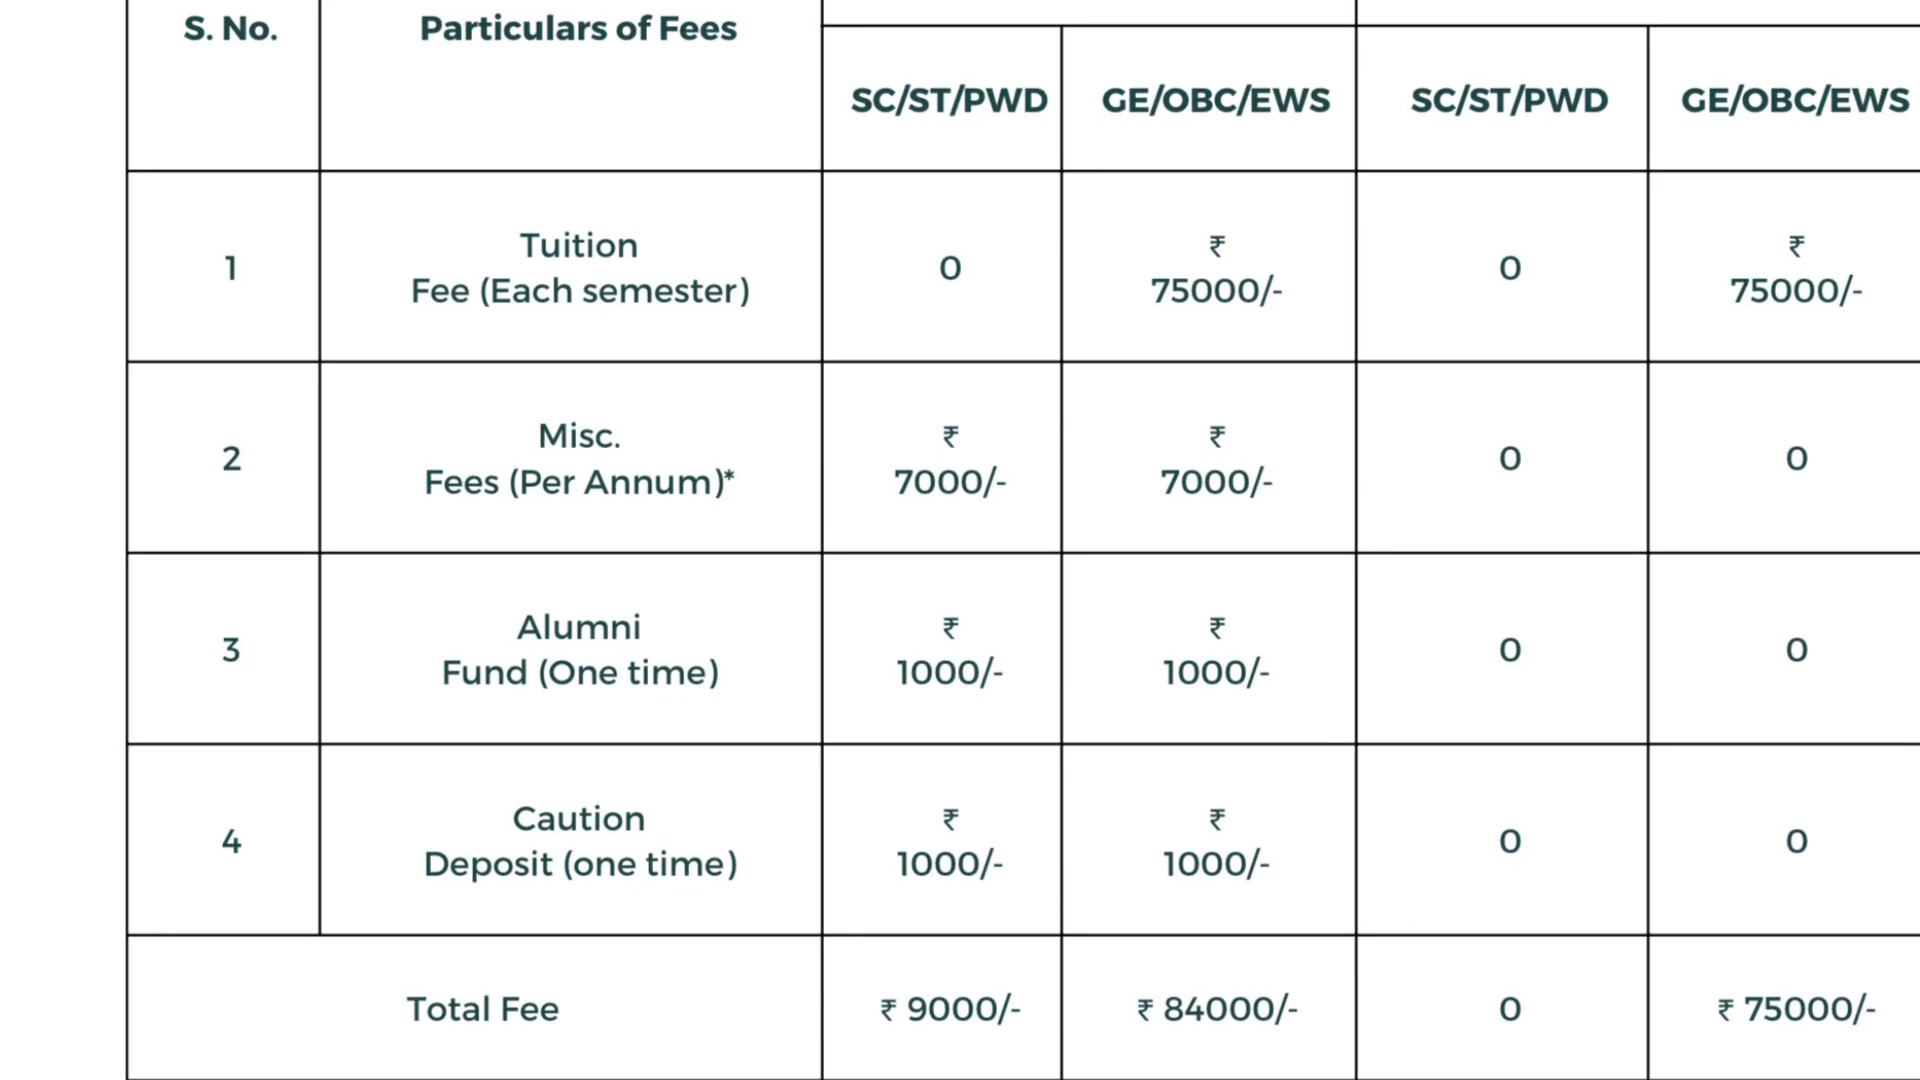 S. No.
Particulars of Fees
SC/ST/PWD
GE/OBC/EWS
SC/ST/PWD
GE/OBC/EWS
1
Tuition
Fee (Each semester)
0
₹
75000/-
0
₹
75000/-
2
Misc.
Fees (Per Annum)*
₹
7000/-
₹
7000/-
0
0
3
Alumni
Fund (One time)
₹
1000/-
₹
1000/-
0
0
4
Caution
Deposit (one time)
₹
1000/-
₹
1000/-
0
0
Total Fee
₹ 9000/-
₹ 84000/-
0
₹ 75000/-